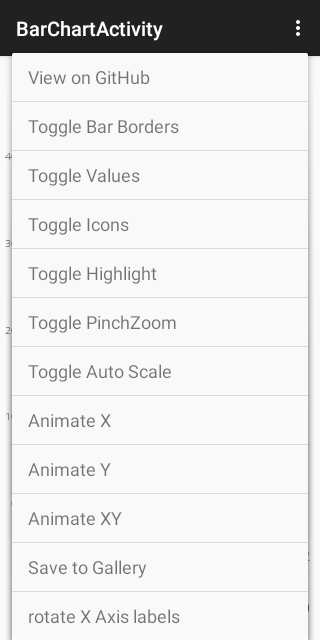 BarChartActivity
View on GitHub
Toggle Bar Borders
Toggle Values
Toggle Icons
Toggle Highlight
Toggle PinchZoom
Toggle Auto Scale
Animate X
Animate Y
Animate XY
Save to Gallery
rotate X Axis labels